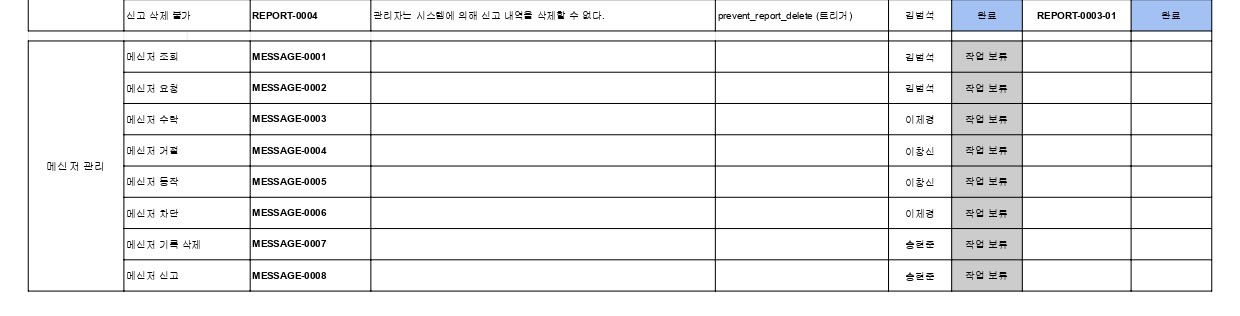 신고 삭제 불가 REPORT-0004 관리자는 시스템에 의해 신고 내역을 삭제할 수 없다. prevent_report_delete (트리거) 김범석 완료 REPORT-0003-01 완료
메신저 조회 MESSAGE-0001 김범석 작업 보류
메신저 요청 MESSAGE-0002 김범석 작업 보류
메신저 수락 MESSAGE-0003 이제경 작업 보류
메신저 관리 메신저 거절 MESSAGE-0004 이창신 작업 보류
메신저 동작 MESSAGE-0005 이창신 작업 보류
메신저 차단 MESSAGE-0006 이제경 작업 보류
메신저 기록 삭제 MESSAGE-0007 송현준 작업 보류
메신저 신고 MESSAGE-0008 송현준 작업 보류